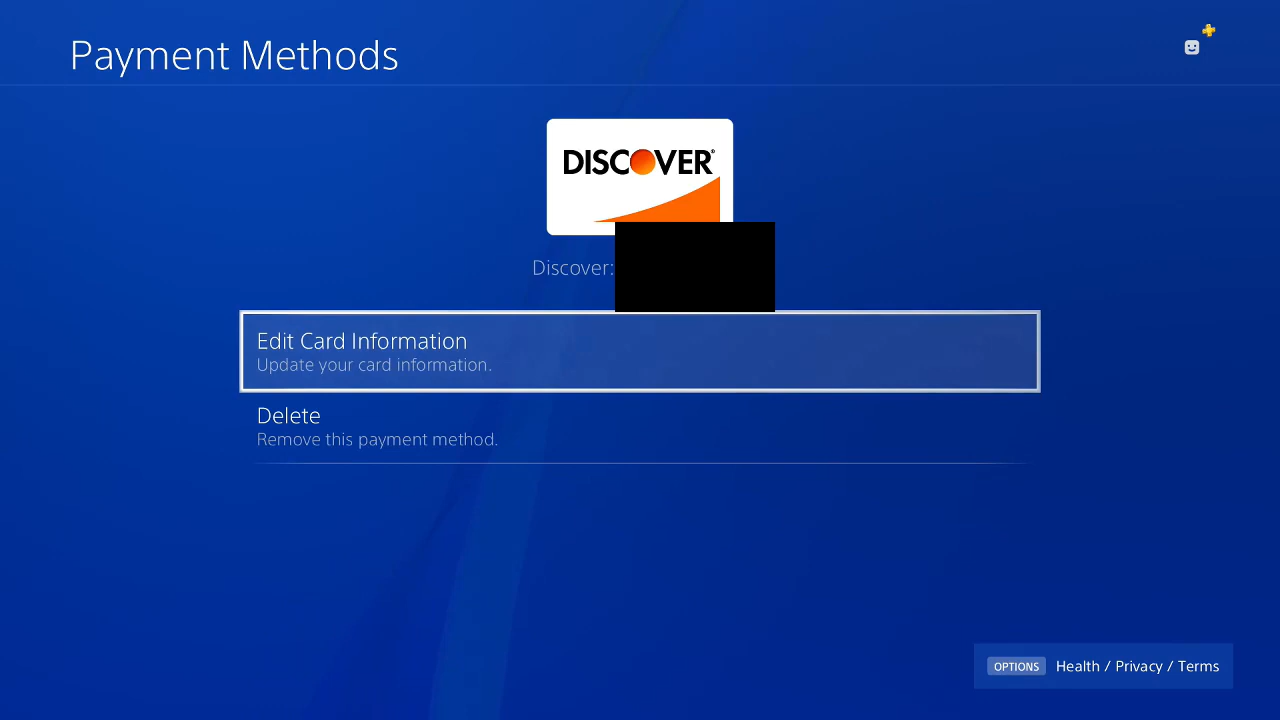 Payment Methods
DISCOVER®
Discover:
Edit Card Information
Update your card information.
Delete
Remove this payment method.
OPTIONS Health / Privacy / Terms